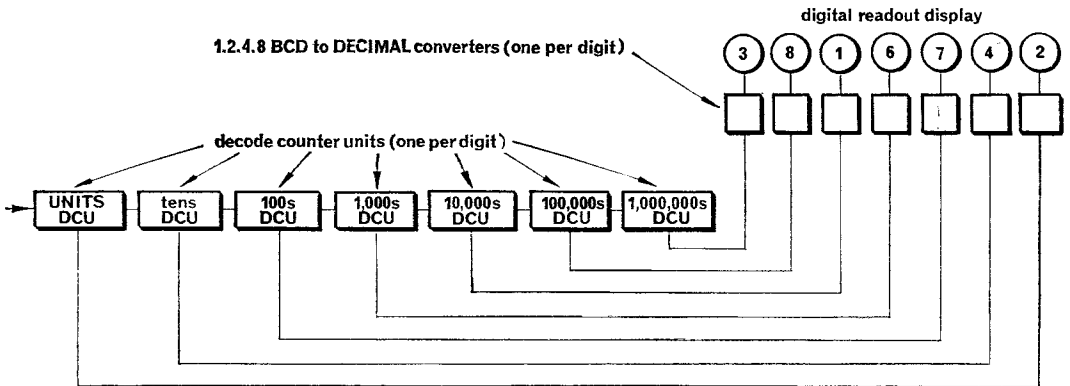 digital readout display
1.2.4.8 BCD to DECIMAL converters (one per digit)
3 8 1 6 7 4 2
decode counter units (one per digit)
UNITS DCU
tens DCU
100s DCU
1,000s DCU
10,000s DCU
100,000s DCU
1,000,000s DCU